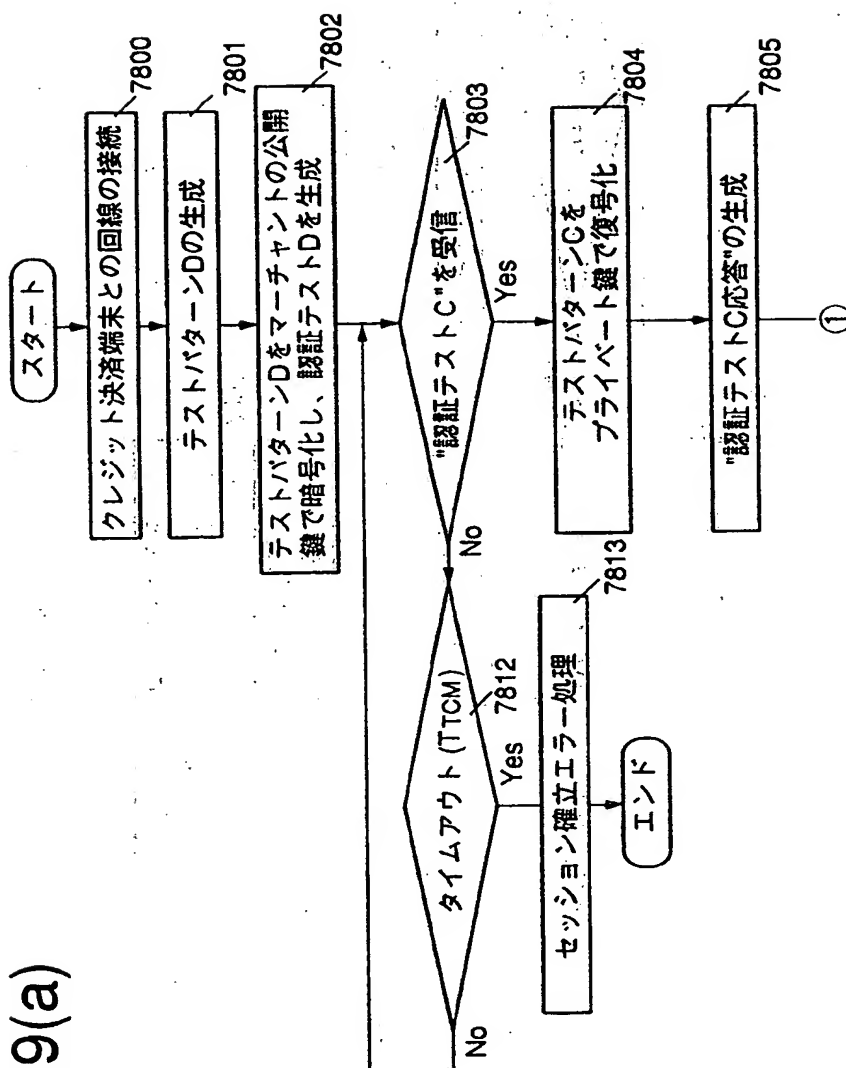 9(a)
スタート
クレジット決済端末との回線の接続
7800
テストパターンDの生成
7801
テストパターンDをマーチャントの公開
鍵で暗号化し、認証テストDを生成
7802
"認証テストC"を受信
7803
Yes
No
テストパターンCを
プライベート鍵で復号化
7804
"認証テストC応答"の生成
7805
①
タイムアウト(TTCM)
7812
Yes
No
セッション確立エラー処理
7813
エンド